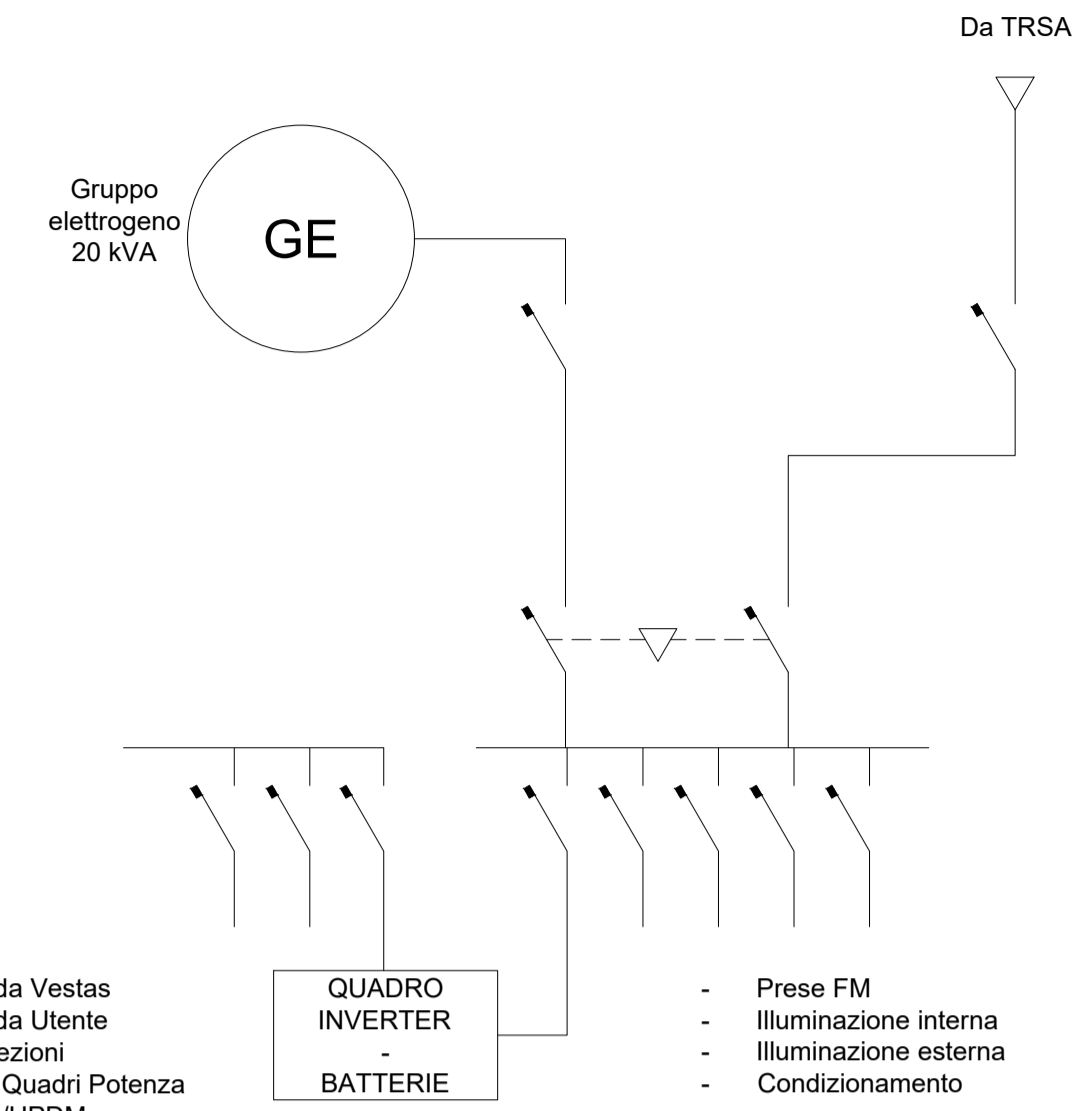 Da TRSA
Gruppo
elettrogeno
20 kVA
GE
da Vestas
da Utente
Quadri Potenza
QUADRO
INVERTER
-
BATTERIE
- Prese FM
- Illuminazione interna
- Illuminazione esterna
- Condizionamento